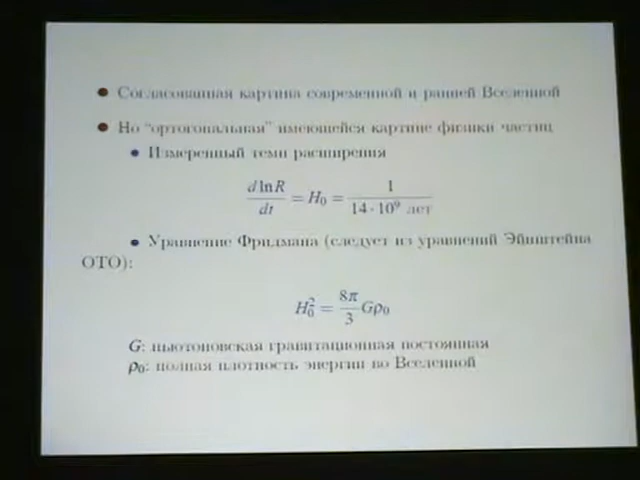 • Согласованная картина современной и ранней Вселенной
• Но “ортогональная” имеющейся картине физики частиц
• Измеренный темп расширения
d ln R / dt = H₀ = 1 / 14 · 10⁹ лет
• Уравнение Фридмана (следует из уравнений Эйнштейна
ОТО):
H₀² = 8π / 3 Gρ₀
G: ньютоновская гравитационная постоянная
ρ₀: полная плотность энергии во Вселенной